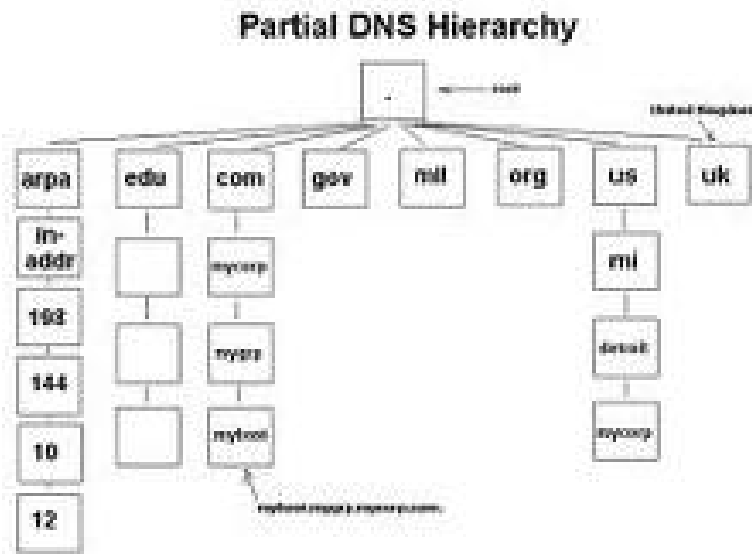 Partial DNS Hierarchy
.
root
United Kingdom
arpa
edu
com
gov
mil
org
us
uk
in-
addr
mycorp
mi
198
mygrp
detroit
144
myhost
mycorp
10
12
myhost.mygrp.mycorp.com.